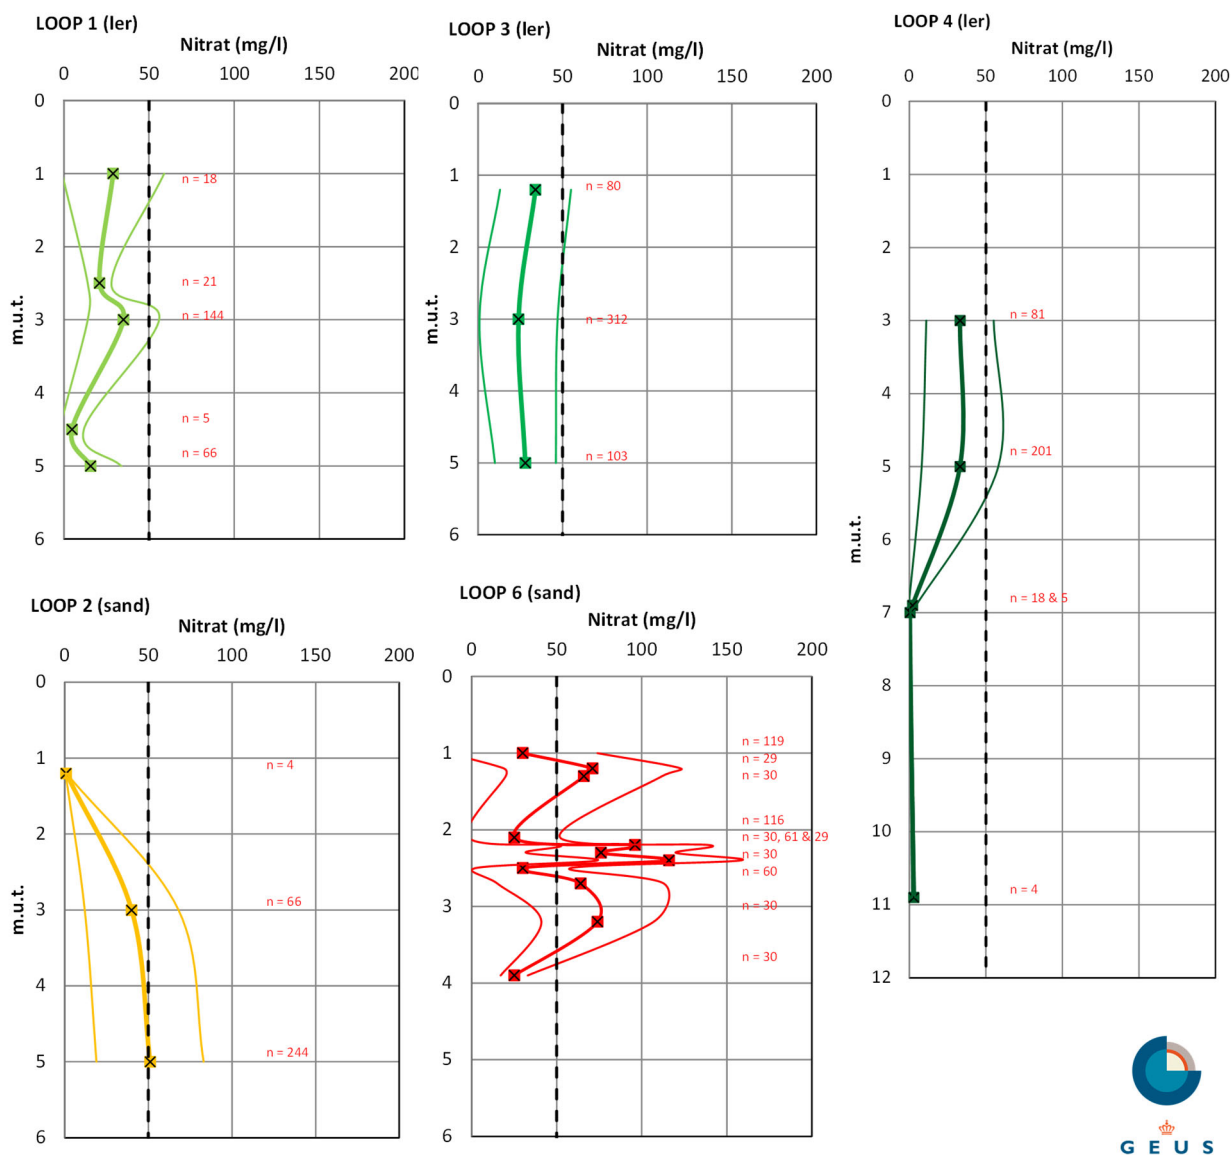 LOOP 1 (ler)
Nitrat (mg/l)
0 50 100 150 200
0
1
2
3
4
5
6
m.u.t.
n = 18
n = 21
n = 144
n = 5
n = 66
LOOP 3 (ler)
Nitrat (mg/l)
0 50 100 150 200
0
1
2
3
4
5
6
m.u.t.
n = 80
n = 312
n = 103
LOOP 4 (ler)
Nitrat (mg/l)
0 50 100 150 200
0
1
2
3
4
5
6
7
8
9
10
11
12
m.u.t.
n = 81
n = 201
n = 18 & 5
n = 4
LOOP 2 (sand)
Nitrat (mg/l)
0 50 100 150 200
0
1
2
3
4
5
6
m.u.t.
n = 4
n = 66
n = 244
LOOP 6 (sand)
Nitrat (mg/l)
0 50 100 150 200
0
1
2
3
4
5
6
m.u.t.
n = 119
n = 29
n = 30
n = 116
n = 30, 61 & 29
n = 30
n = 60
n = 30
n = 30
G E U S